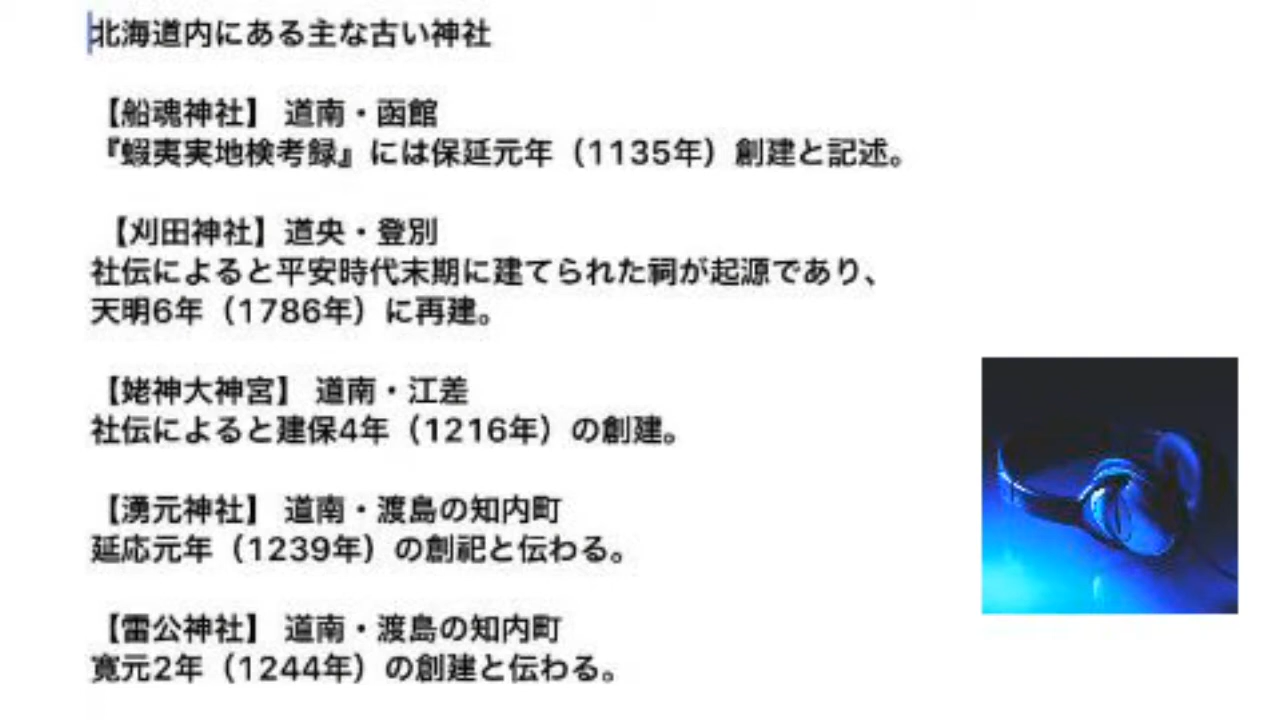 北海道内にある主な古い神社
【船魂神社】 道南・函館
『蝦夷実地検考録』には保延元年（1135年）創建と記述。
【刈田神社】道央・登別
社伝によると平安時代末期に建てられた祠が起源であり、
天明6年（1786年）に再建。
【姥神大神宮】 道南・江差
社伝によると建保4年（1216年）の創建。
【湧元神社】 道南・渡島の知内町
延応元年（1239年）の創祀と伝わる。
【雷公神社】 道南・渡島の知内町
寛元2年（1244年）の創建と伝わる。